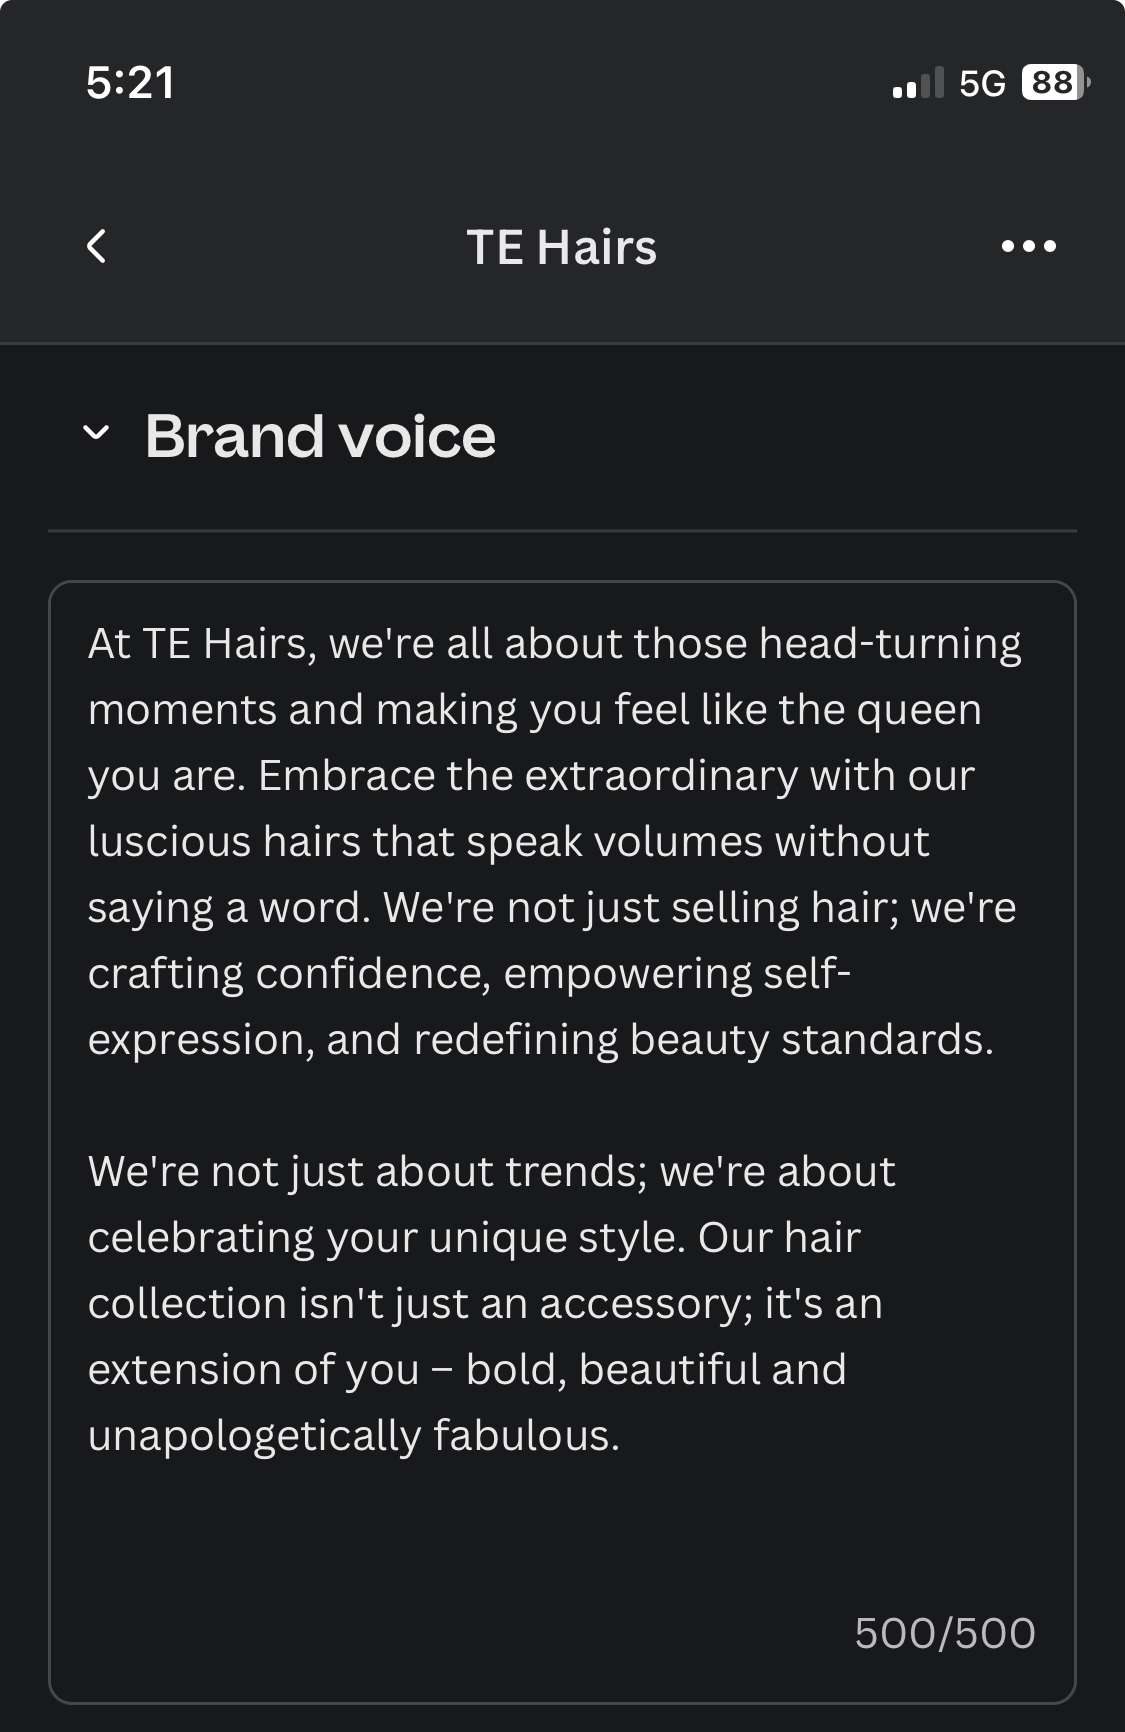 5:21
5G 88
TE Hairs
Brand voice
At TE Hairs, we're all about those head-turning
moments and making you feel like the queen
you are. Embrace the extraordinary with our
luscious hairs that speak volumes without
saying a word. We're not just selling hair; we're
crafting confidence, empowering self-
expression, and redefining beauty standards.
We're not just about trends; we're about
celebrating your unique style. Our hair
collection isn't just an accessory; it's an
extension of you – bold, beautiful and
unapologetically fabulous.
500/500